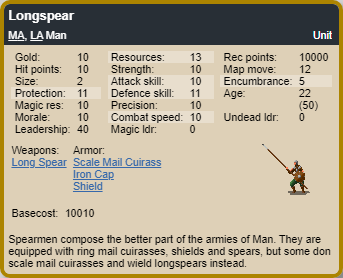 Longspear
MA, LA Man Unit
Gold: 10 Resources: 13 Rec points: 10000
Hit points: 10 Strength: 10 Map move: 12
Size: 2 Attack skill: 10 Encumbrance: 5
Protection: 11 Defence skill: 11 Age: 22
Magic res: 10 Precision: 10 (50)
Morale: 10 Combat speed: 10 Undead ldr: 0
Leadership: 40 Magic ldr: 0
Weapons: Armor:
Long Spear Scale Mail Cuirass
Iron Cap
Shield
Basecost: 10010
Spearmen compose the better part of the armies of Man. They are
equipped with ring mail cuirasses, shields and spears, but some don
scale mail cuirasses and wield longspears instead.